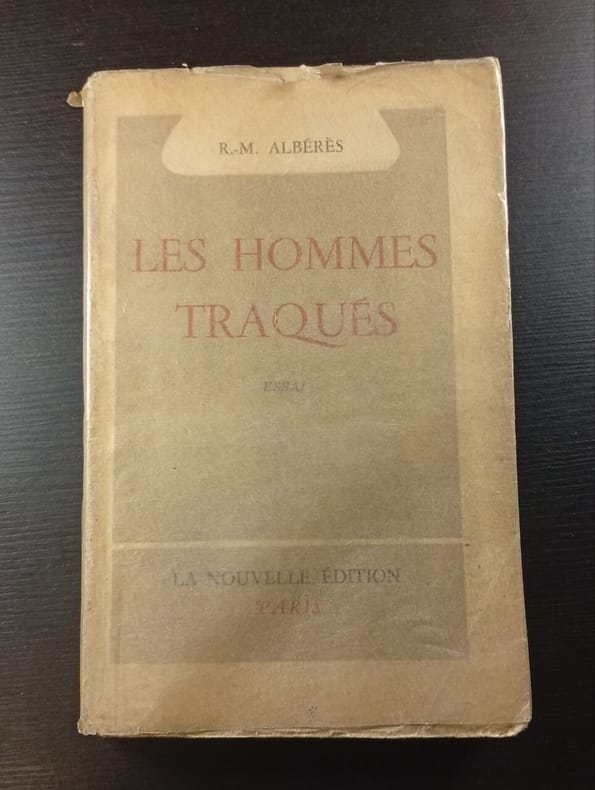 R.-M. ALBÉRÈS
LES HOMMES
TRAQUÉS
ESSAI
LA NOUVELLE ÉDITION
PARIS